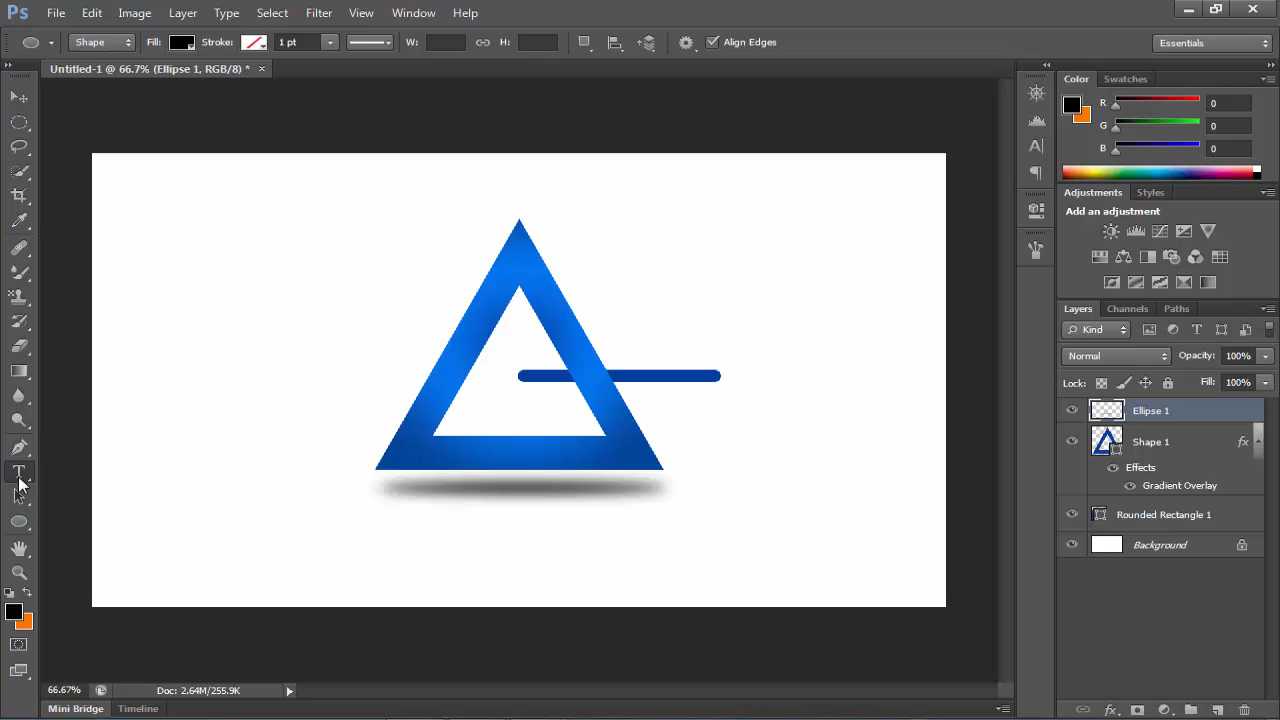 Ps File Edit Image Layer Type Select Filter View Window Help
Shape Fill: Stroke: 1 pt W: H: Align Edges Essentials
Untitled-1 @ 66.7% (Ellipse 1, RGB/8) *
Color Swatches
R 0
G 0
B 0
Adjustments Styles
Add an adjustment
Layers Channels Paths
Kind T
Normal Opacity: 100%
Lock: Fill: 100%
Ellipse 1
Shape 1 fx
Effects
Gradient Overlay
Rounded Rectangle 1
Background
66.67% Doc: 2.64M/255.9K
fx
Mini Bridge Timeline